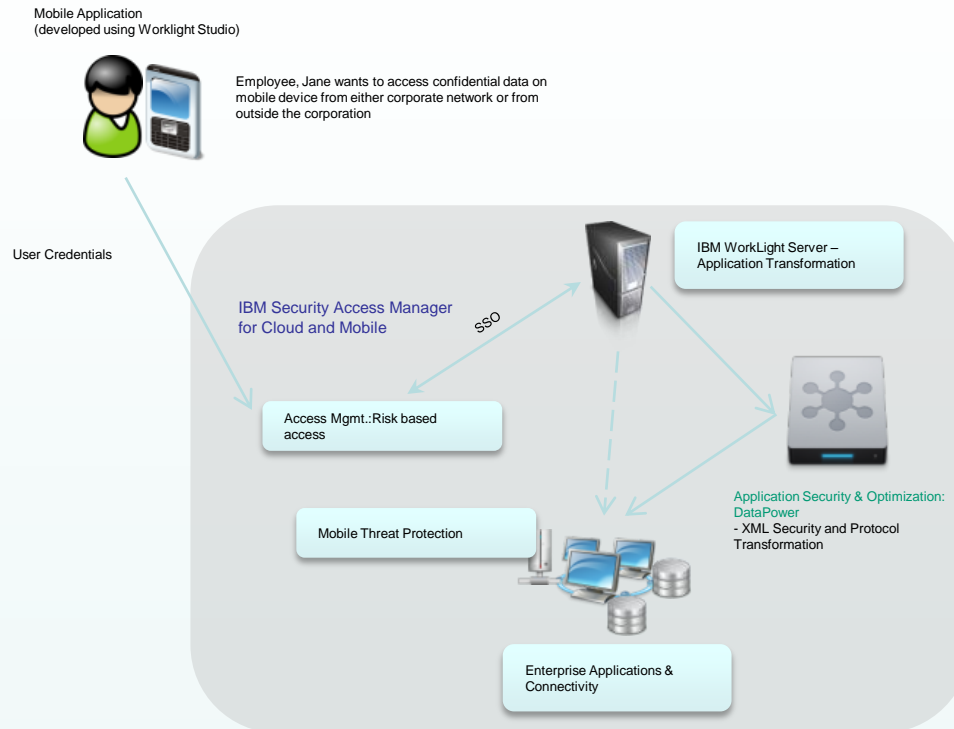 Mobile Application
(developed using Worklight Studio)
Employee, Jane wants to access confidential data on
mobile device from either corporate network or from
outside the corporation
User Credentials
IBM WorkLight Server –
Application Transformation
IBM Security Access Manager
for Cloud and Mobile
SSO
Access Mgmt.:Risk based
access
Application Security & Optimization:
DataPower
- XML Security and Protocol
Transformation
Mobile Threat Protection
Enterprise Applications &
Connectivity